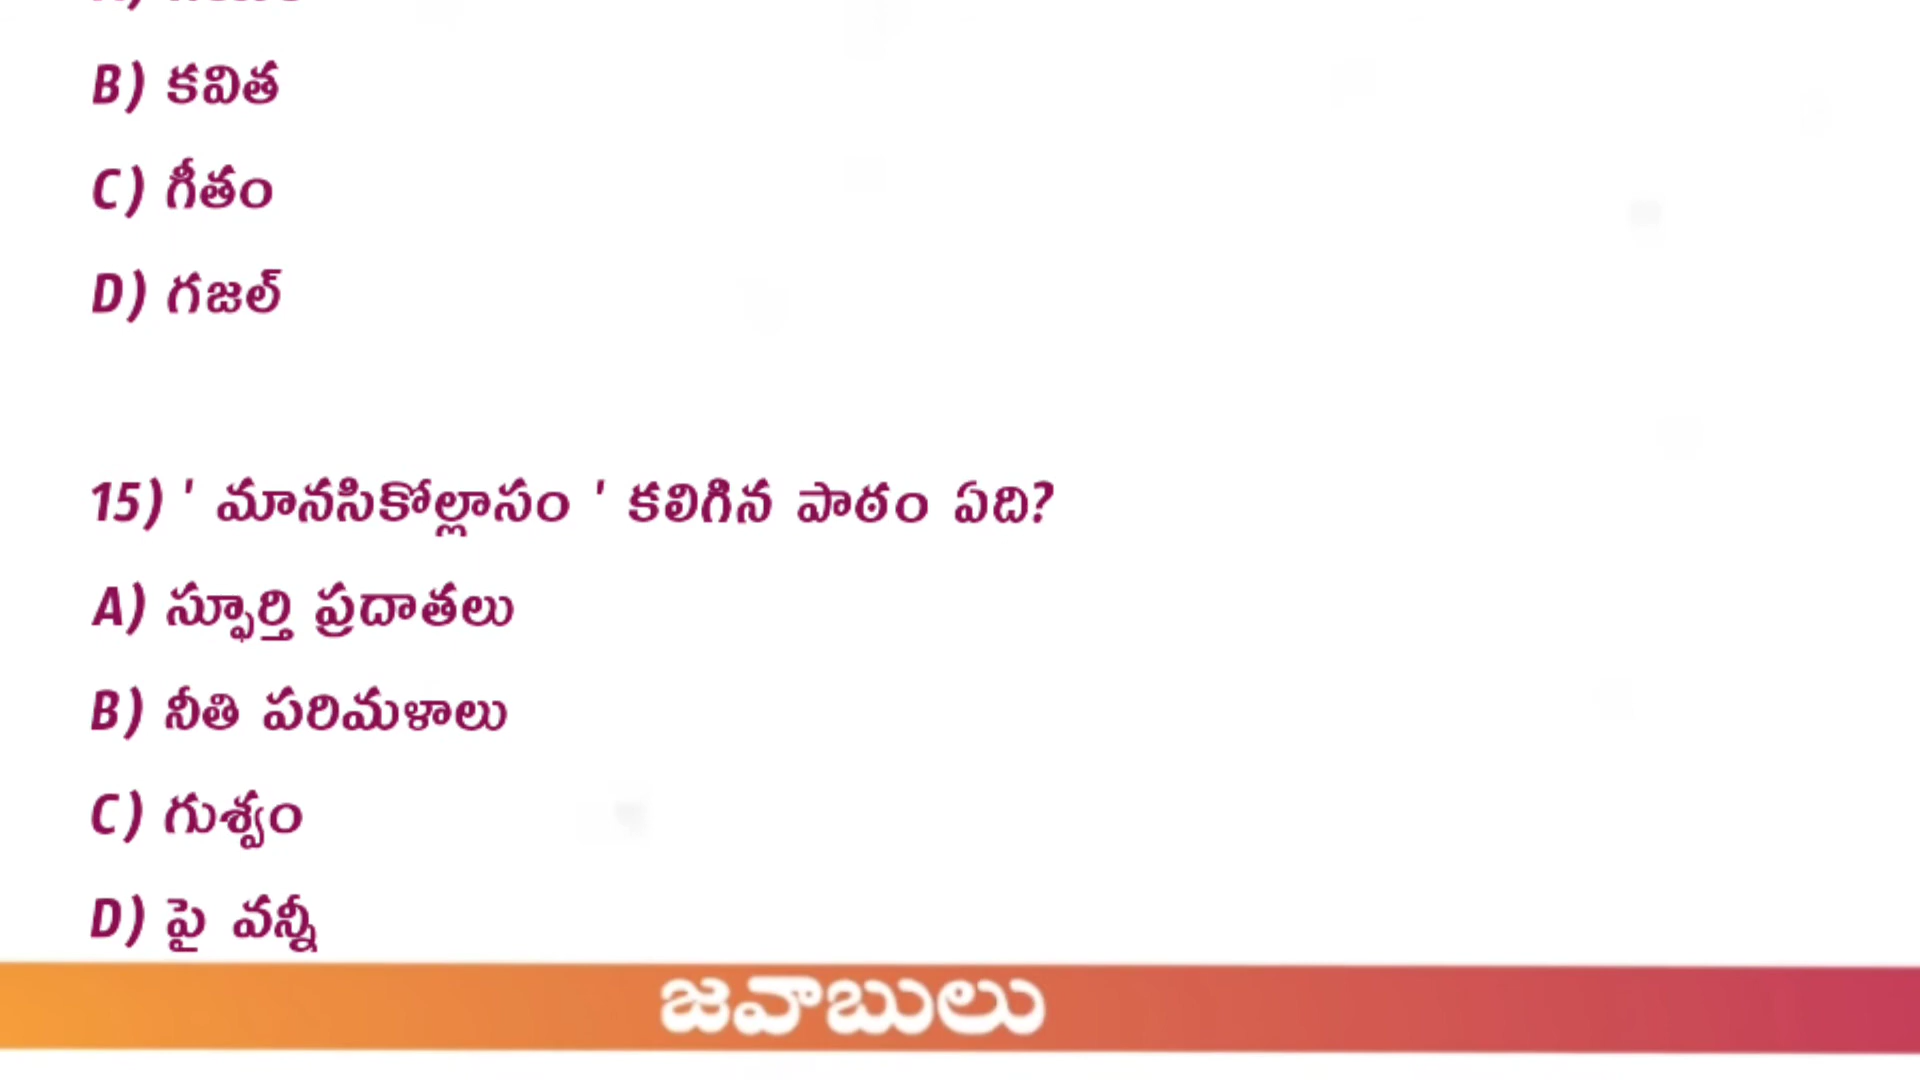 B) కవిత
C) గీతం
D) గజల్
15) ' మానసికోల్లాసం ' కలిగిన పాఠం ఏది?
A) స్ఫూర్తి ప్రదాతలు
B) నీతి పరిమళాలు
C) గుశ్వం
D) పై వన్నీ
జవాబులు